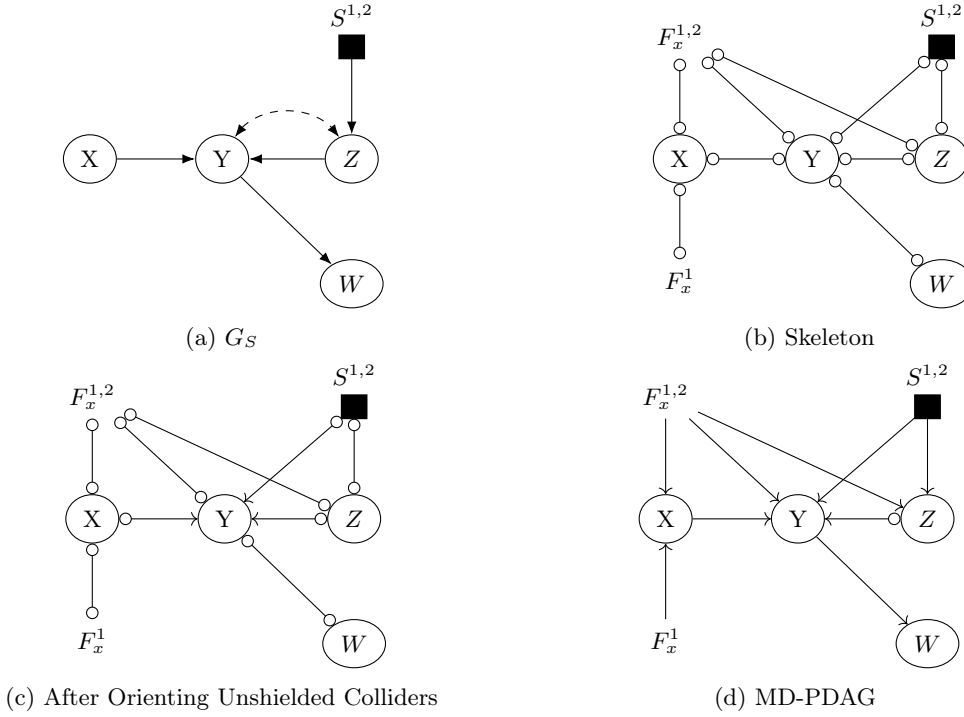 $S^{1,2}$
X
Y
Z
W
(a) $G_S$
$F_x^{1,2}$
$S^{1,2}$
X
Y
Z
$F_x^1$
W
(b) Skeleton
$F_x^{1,2}$
$S^{1,2}$
X
Y
Z
$F_x^1$
W
(c) After Orienting Unshielded Colliders
$F_x^{1,2}$
$S^{1,2}$
X
Y
Z
$F_x^1$
W
(d) MD-PDAG